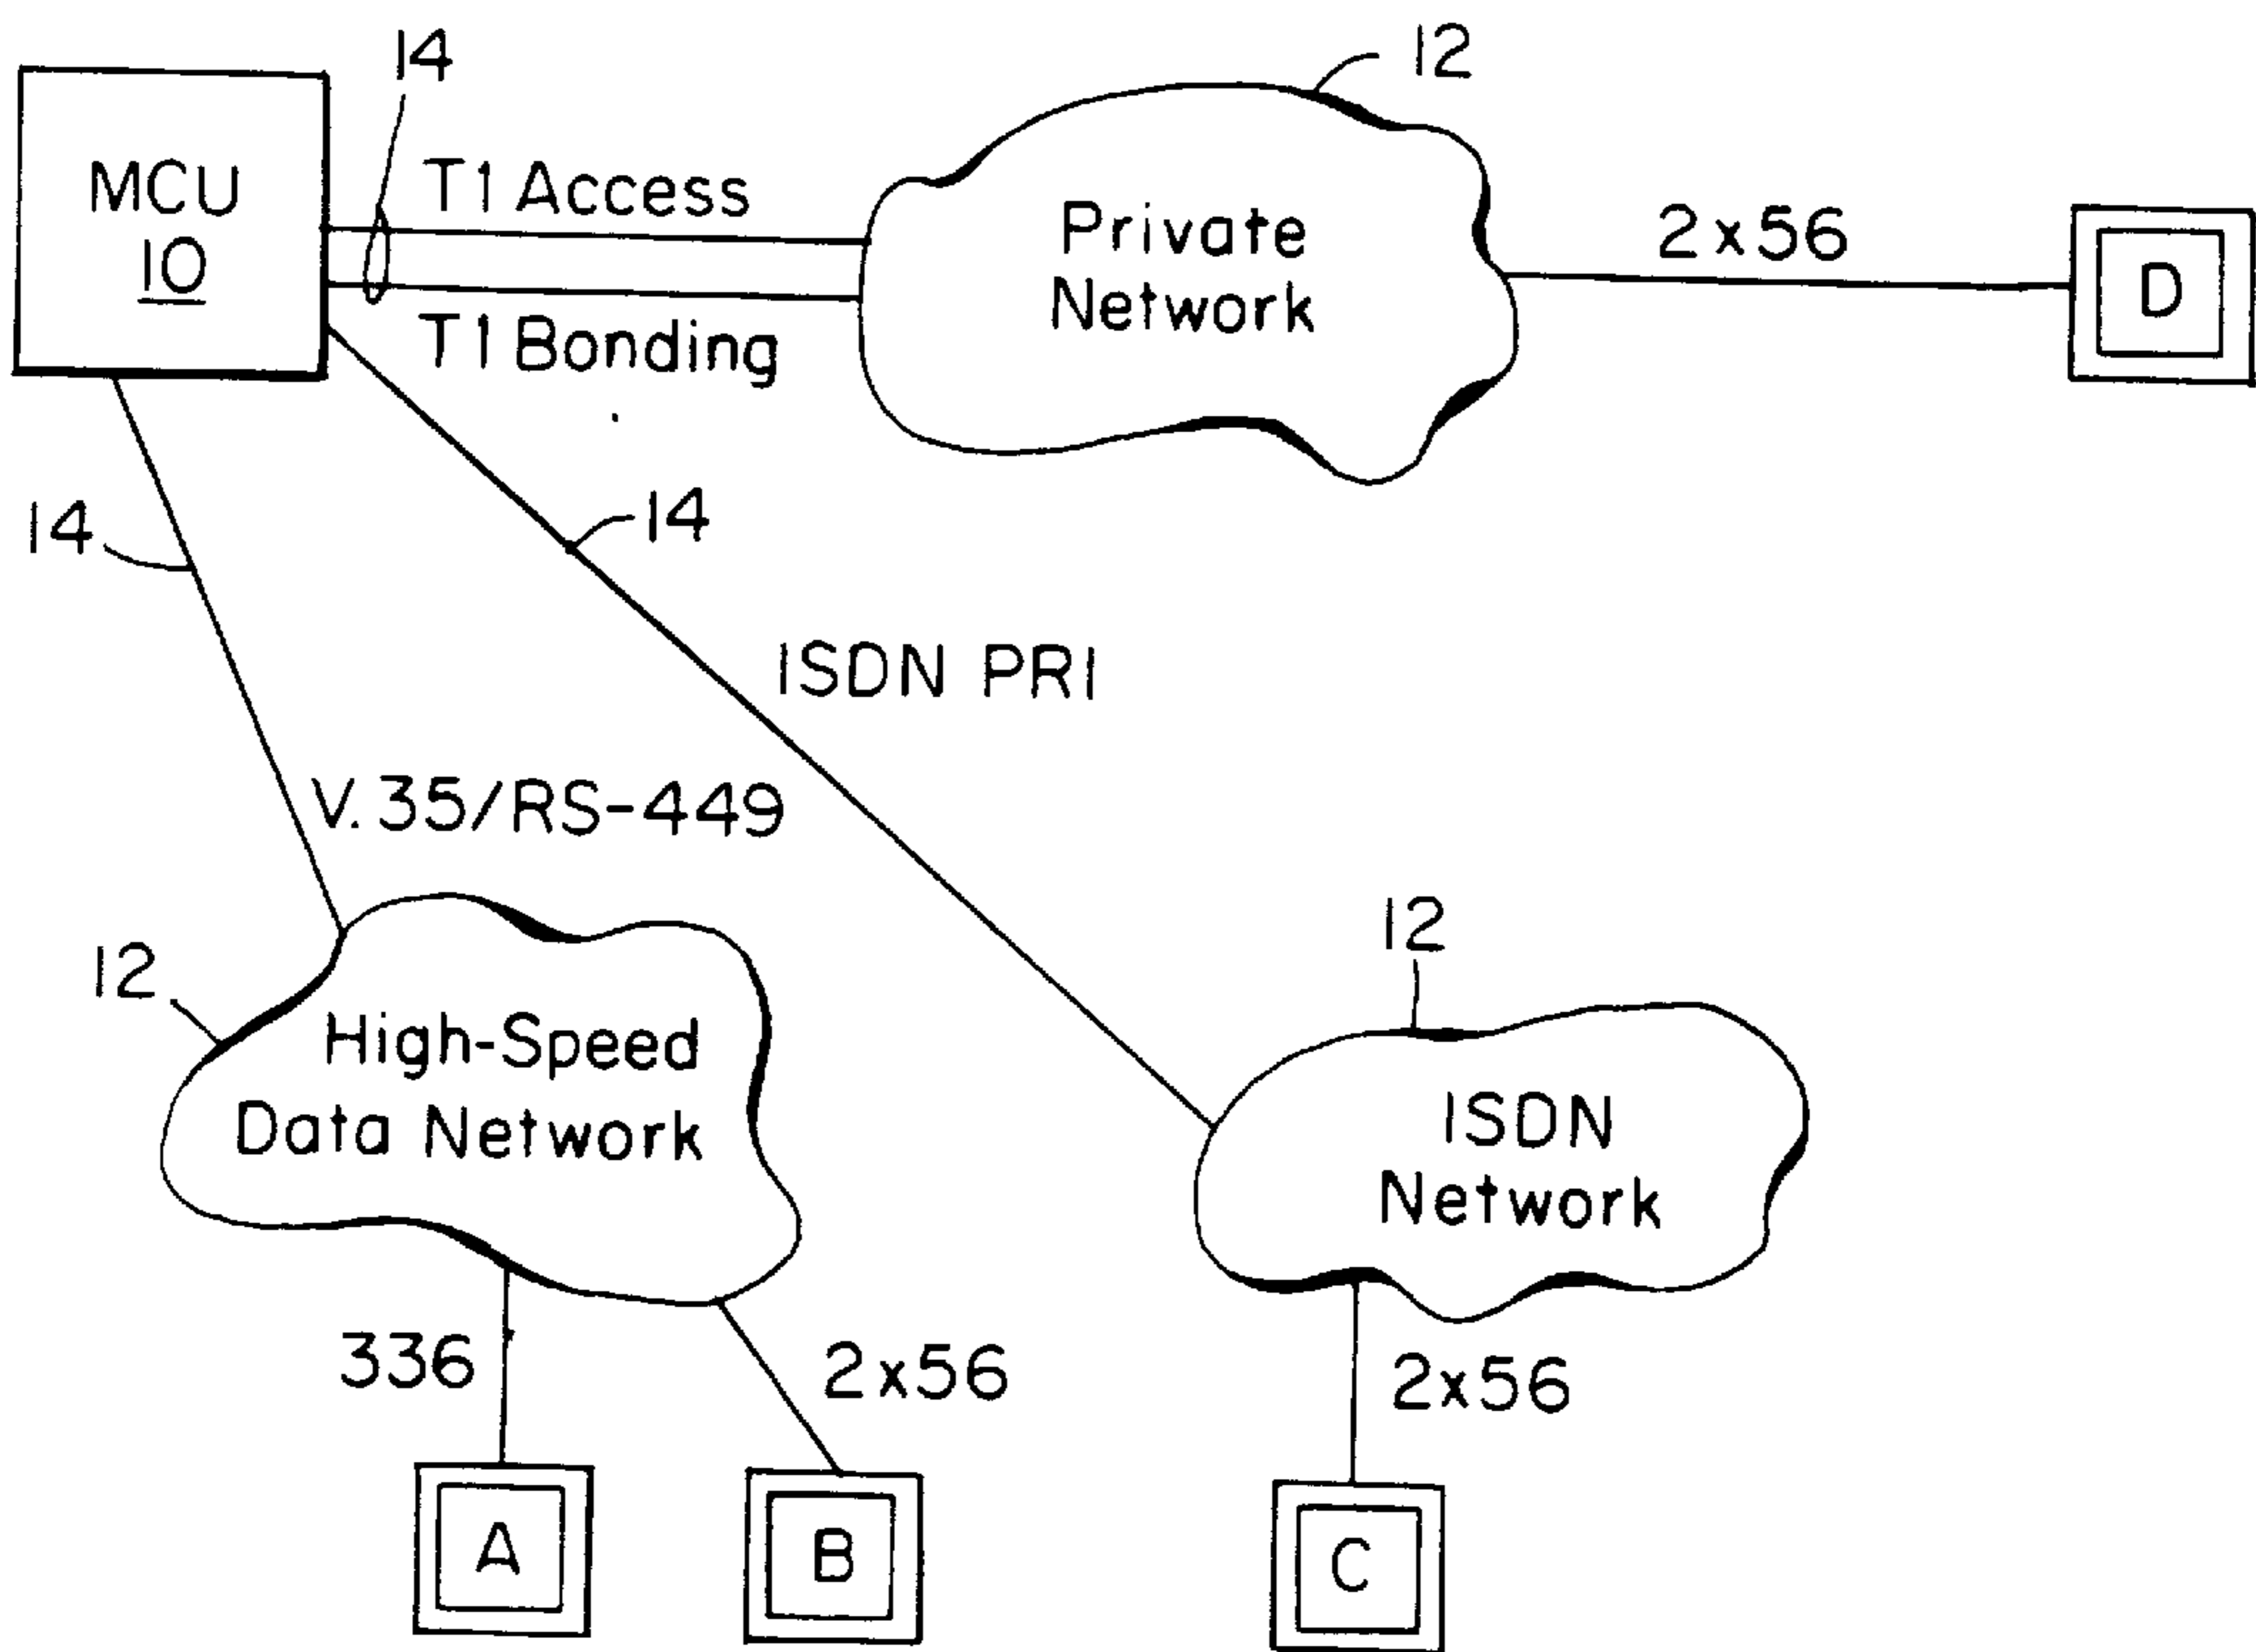 14
12
MCU
10
T1 Access
Private
Network
2x56
D
T1 Bonding
14
14
ISDN PRI
V.35/RS-449
12
12
High-Speed
Data Network
ISDN
Network
336
2x56
2x56
A
B
C